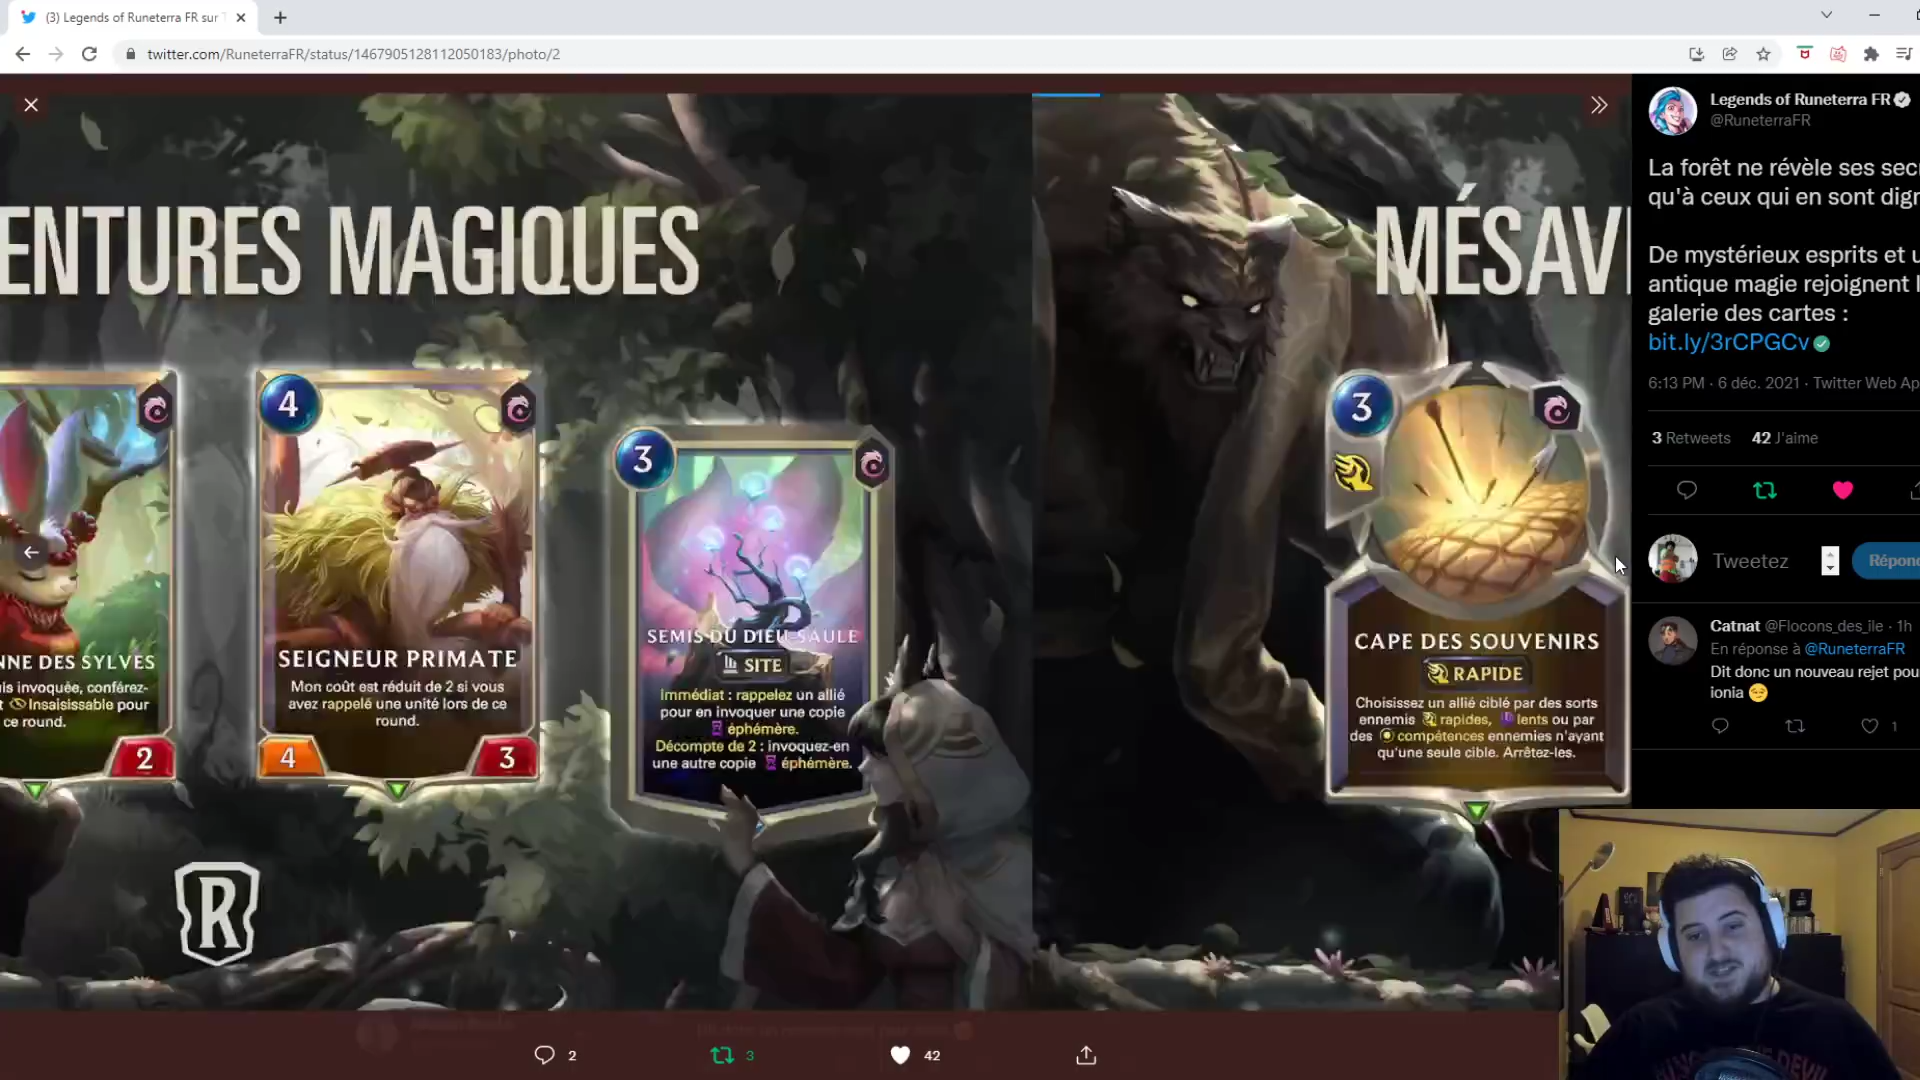 (3) Legends of Runeterra FR sur
twitter.com/RuneterraFR/status/1467905128112050183/photo/2
ENTURES MAGIQUES
MÉSAV
NNE DES SYLVES
is invoquée, conférez-
t Insaisissable pour
ce round.
2
4
SEIGNEUR PRIMATE
Mon coût est réduit de 2 si vous
avez rappelé une unité lors de ce
round.
4
3
3
SEMIS DU DIEU-SAULE
SITE
Immédiat : rappelez un allié
pour en invoquer une copie
éphémère.
Décompte de 2 : invoquez-en
une autre copie éphémère.
3
CAPE DES SOUVENIRS
RAPIDE
Choisissez un allié ciblé par des sorts
ennemis rapides, lents ou par
des compétences ennemies n'ayant
qu'une seule cible. Arrêtez-les.
R
2
3
42
Legends of Runeterra FR
@RuneterraFR
La forêt ne révèle ses secr
qu'à ceux qui en sont dign
De mystérieux esprits et u
antique magie rejoignent l
galerie des cartes :
bit.ly/3rCPGCv
6:13 PM · 6 déc. 2021 · Twitter Web Ap
3 Retweets 42 J'aime
Tweetez
Répond
Catnat @Flocons_des_ile · 1h
En réponse à @RuneterraFR
Dit donc un nouveau rejet pou
ionia
1